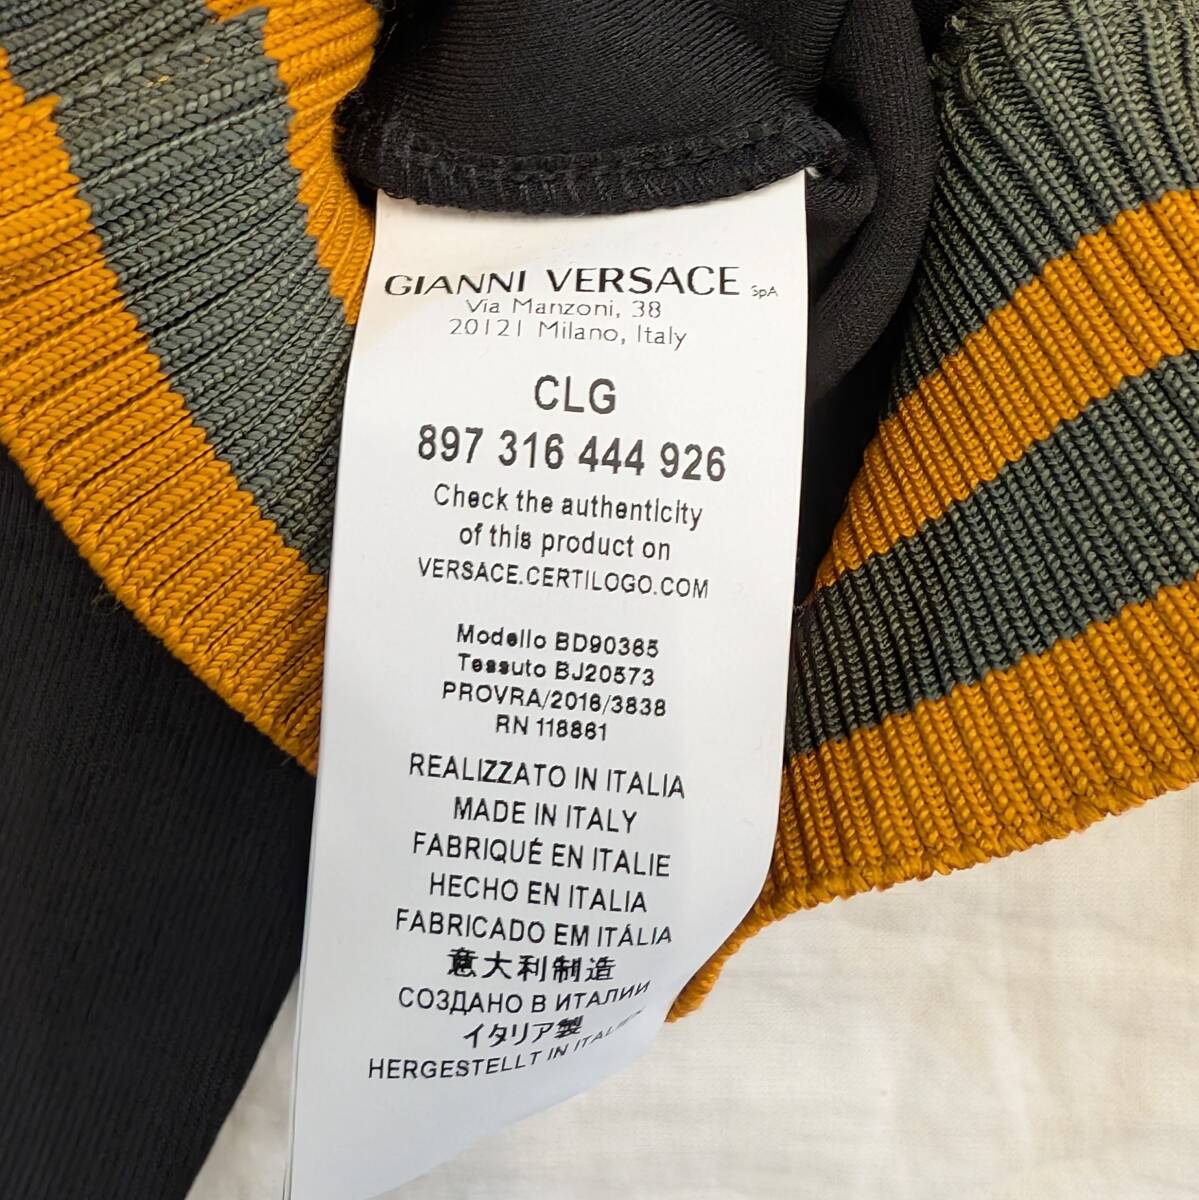 GIANNI VERSACE SpA
Via Manzoni, 38
20121 Milano, Italy
CLG
897 316 444 926
Check the authenticity
of this product on
VERSACE.CERTILOGO.COM
Modello BD90365
Tessuto BJ20573
PROVRA/2016/3838
RN 118861
REALIZZATO IN ITALIA
MADE IN ITALY
FABRIQUÉ EN ITALIE
HECHO EN ITALIA
FABRICADO EM ITÁLIA
意大利制造
СОЗДАНО В ИТАЛИИ
イタリア製
HERGESTELLT IN ITALIEN